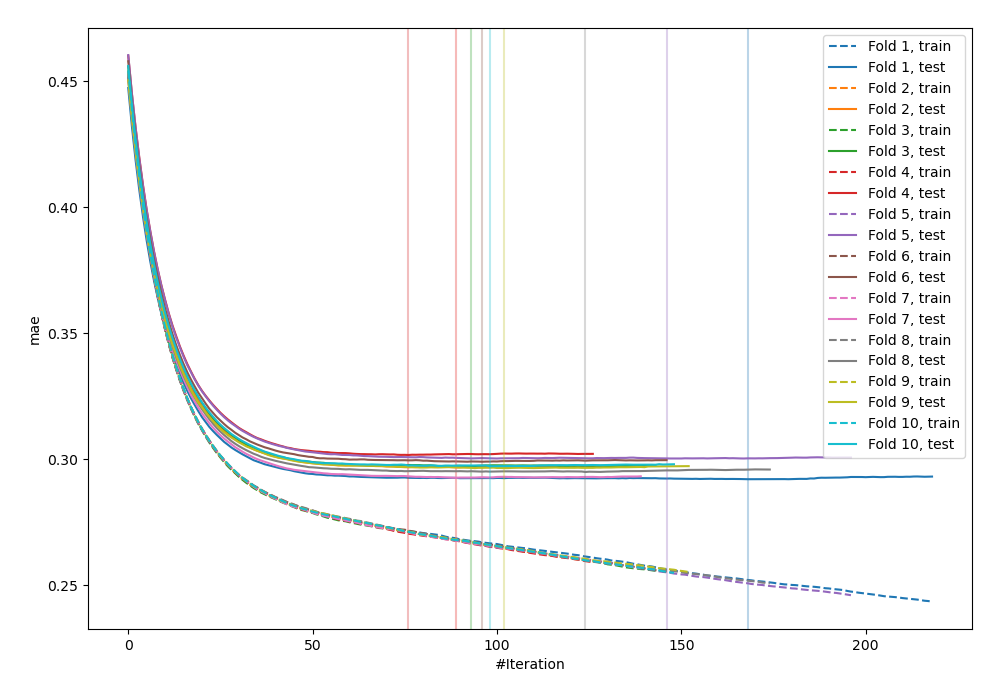 0.45
0.40
0.35
0.30
0.25
mae
0
50
100
150
200
#Iteration
Fold 1, train
Fold 1, test
Fold 2, train
Fold 2, test
Fold 3, train
Fold 3, test
Fold 4, train
Fold 4, test
Fold 5, train
Fold 5, test
Fold 6, train
Fold 6, test
Fold 7, train
Fold 7, test
Fold 8, train
Fold 8, test
Fold 9, train
Fold 9, test
Fold 10, train
Fold 10, test